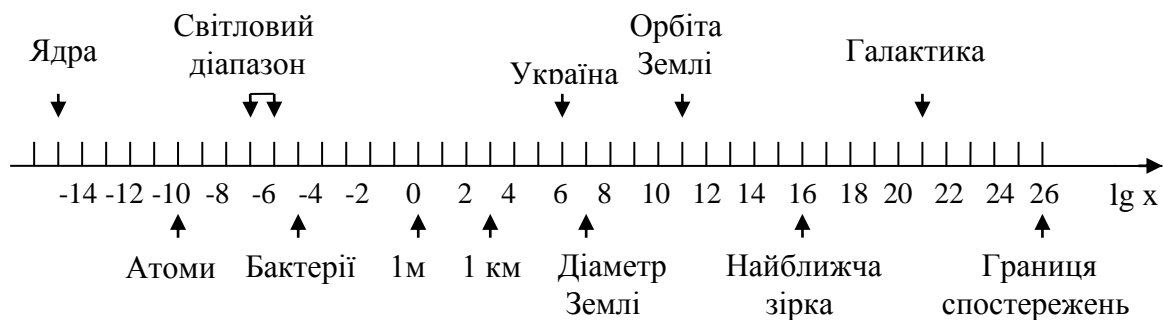 Ядра
Світловий
діапазон
Україна
Орбіта
Землі
Галактика
-14 -12 -10 -8 -6 -4 -2 0 2 4 6 8 10 12 14 16 18 20 22 24 26 lg x
Атоми
Бактерії
1м
1 км
Діаметр
Землі
Найближча
зірка
Границя
спостережень